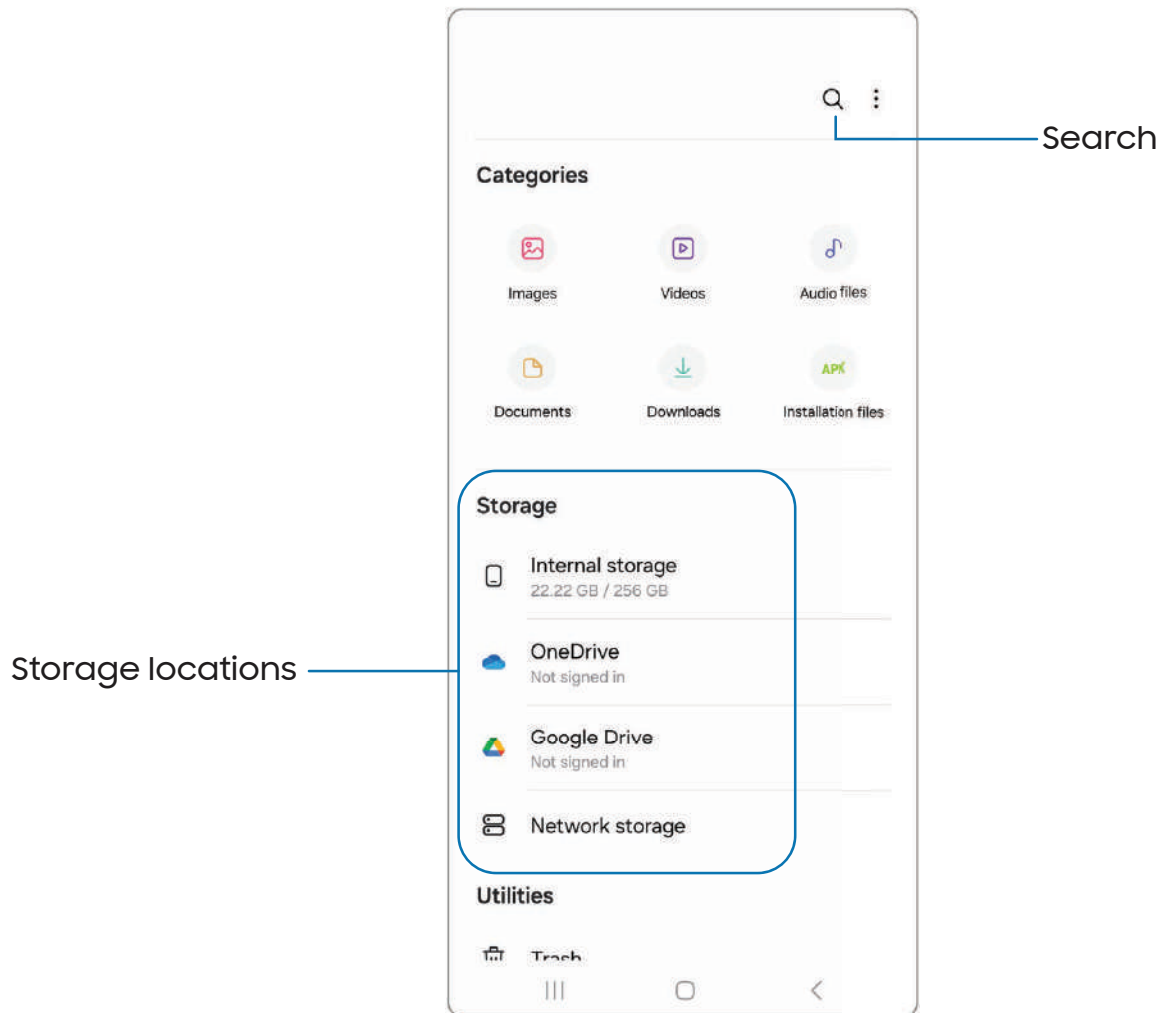 Search
Categories
Images
Videos
Audio files
Documents
Downloads
APK
Installation files
Storage
Internal storage
22.22 GB / 256 GB
Storage locations
OneDrive
Not signed in
Google Drive
Not signed in
Network storage
Utilities
Trash